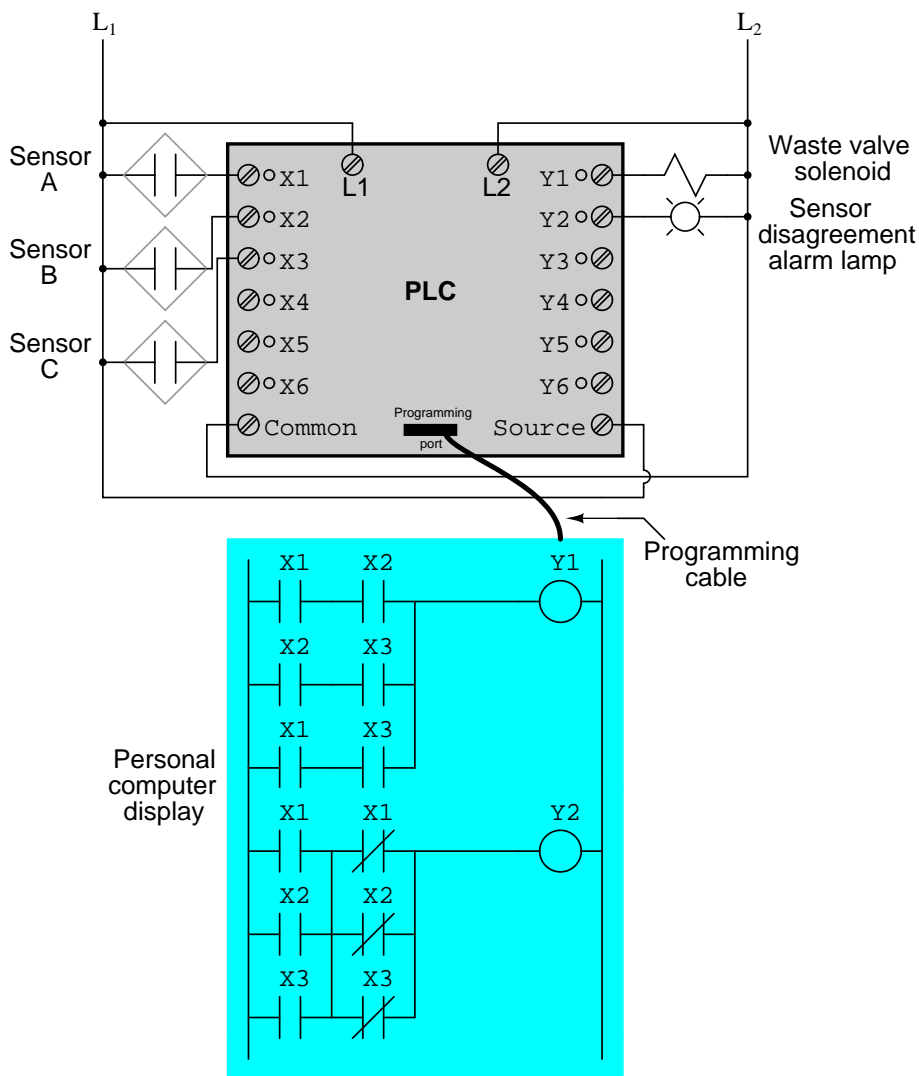 L1
L2
Sensor
A
Sensor
B
Sensor
C
X1
X2
X3
X4
X5
X6
Common
L1
L2
PLC
Programming
port
Y1
Y2
Y3
Y4
Y5
Y6
Source
Waste valve
solenoid
Sensor
disagreement
alarm lamp
Programming
cable
Personal
computer
display
X1 X2 Y1
X2 X3
X1 X3
X1 X1 Y2
X2 X2
X3 X3